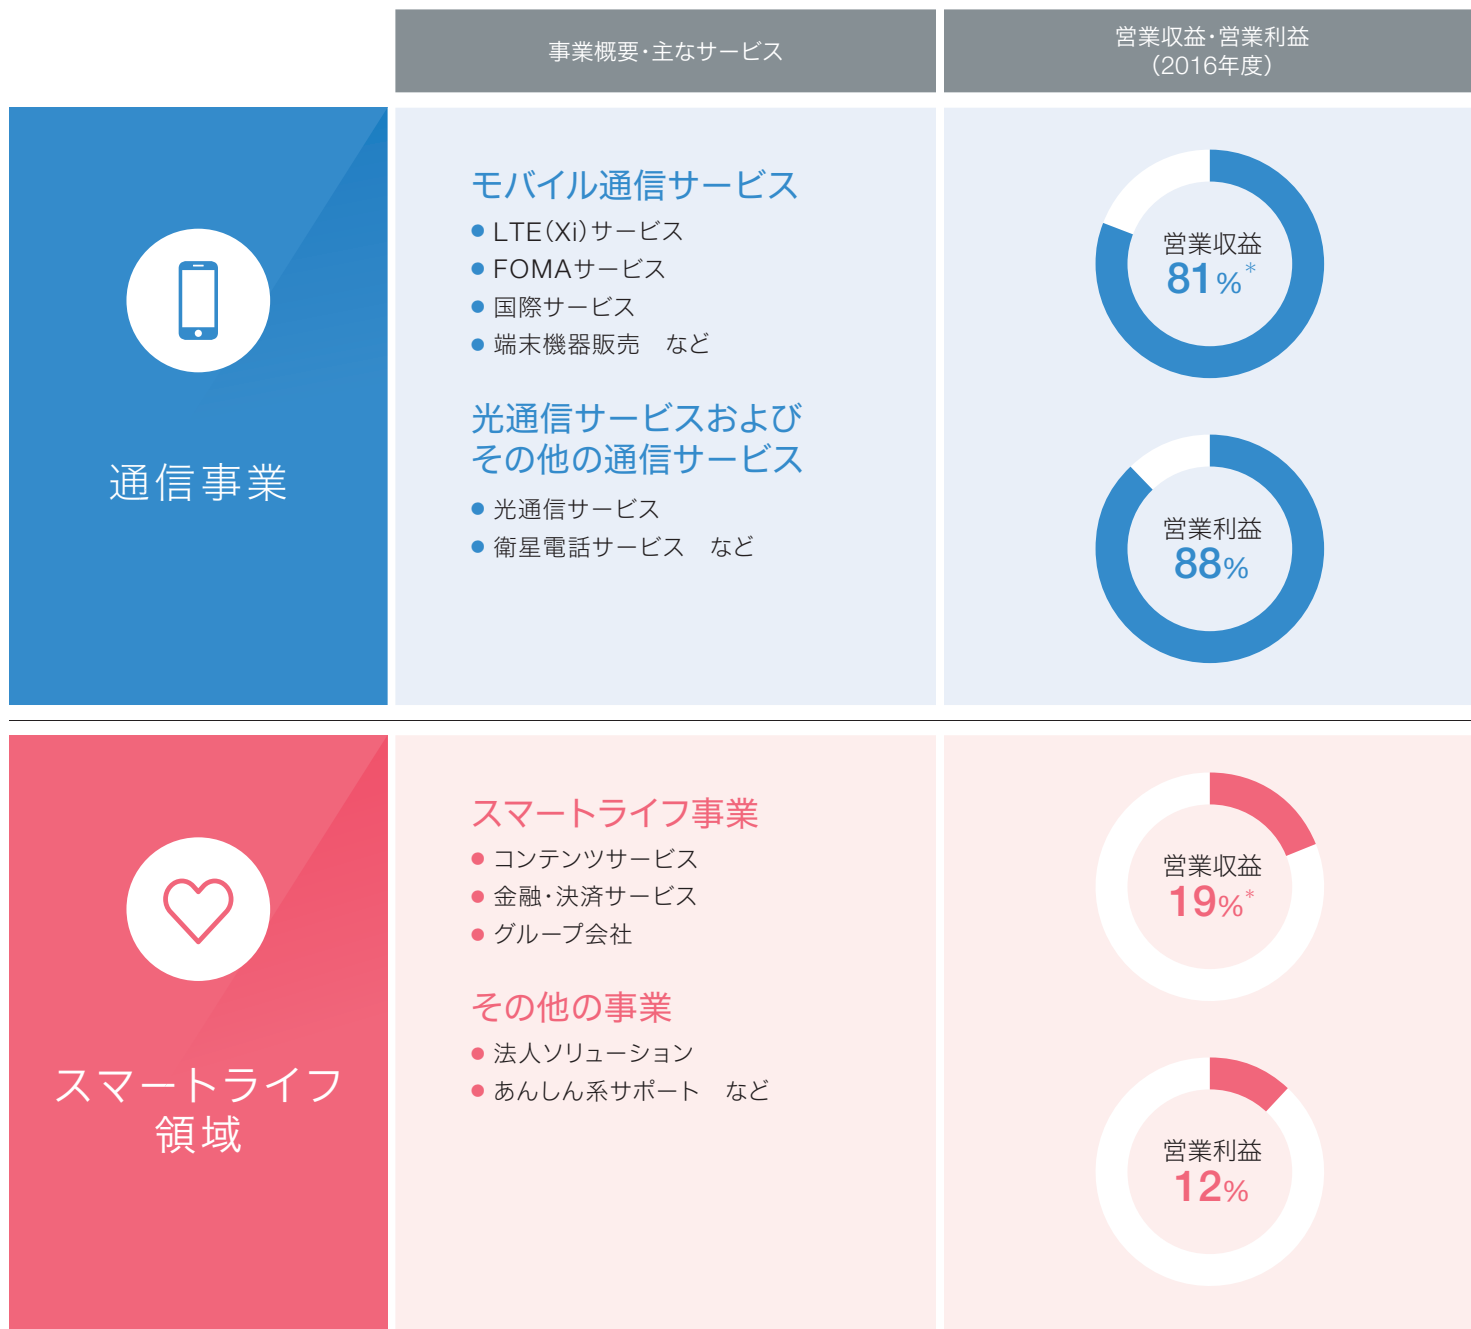 事業概要・主なサービス
営業収益・営業利益
（2016年度）
通信事業
モバイル通信サービス
● LTE（Xi）サービス
● FOMAサービス
● 国際サービス
● 端末機器販売　など
光通信サービスおよび
その他の通信サービス
● 光通信サービス
● 衛星電話サービス　など
営業収益
81%＊
営業利益
88%
スマートライフ
領域
スマートライフ事業
● コンテンツサービス
● 金融・決済サービス
● グループ会社
その他の事業
● 法人ソリューション
● あんしん系サポート　など
営業収益
19%＊
営業利益
12%